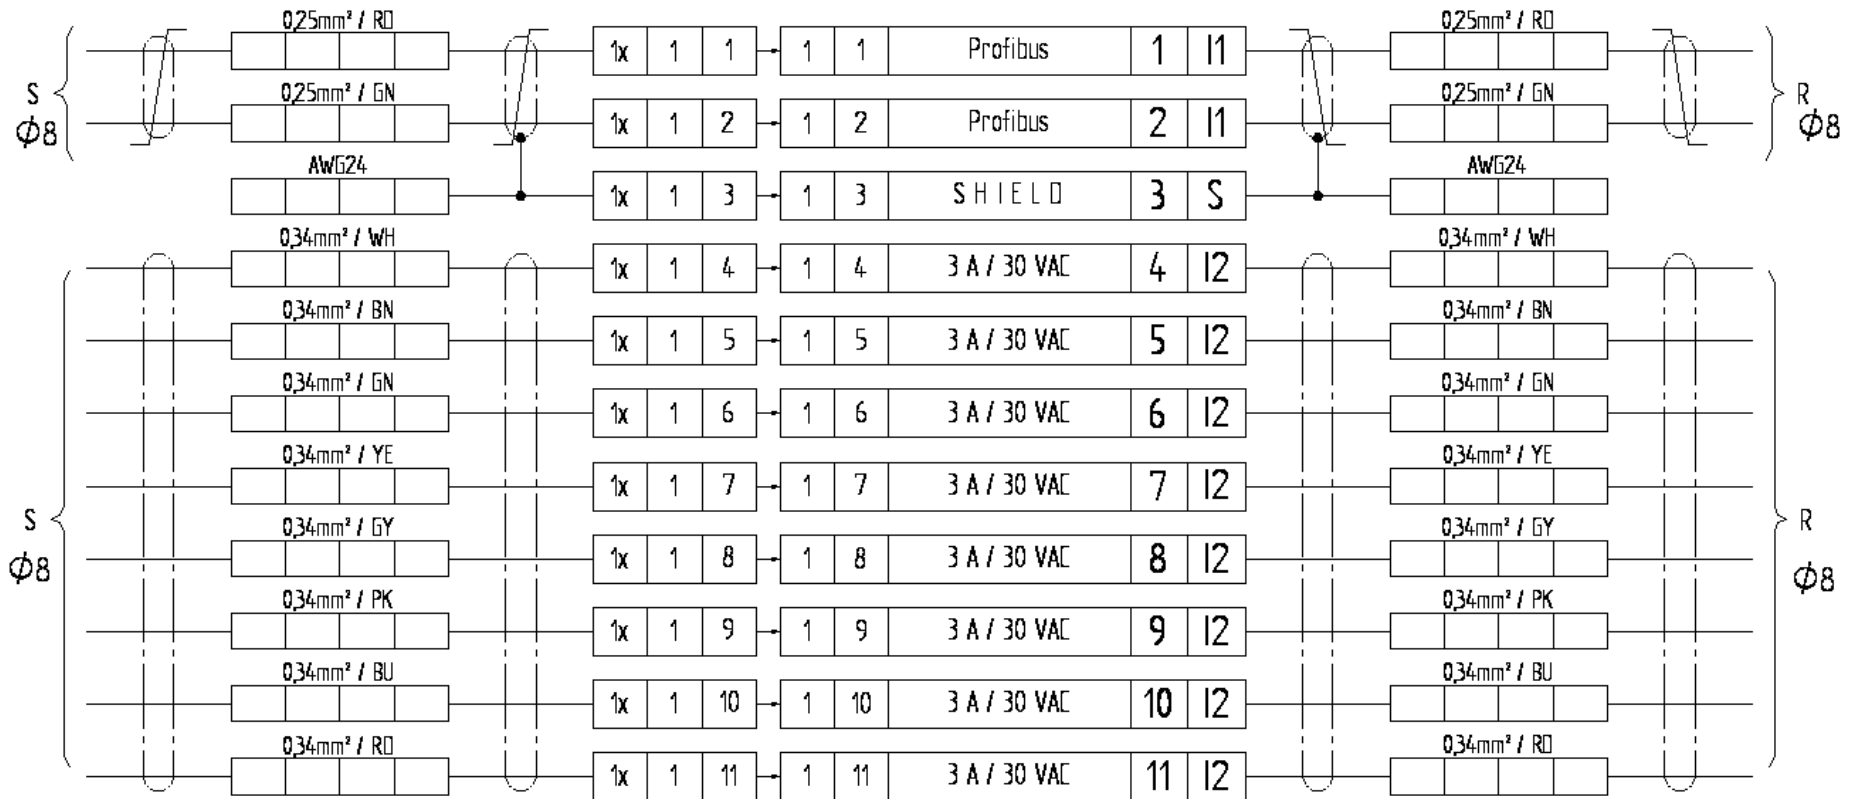 0,25mm² / RD 0,25mm² / RD
1x 1 1 1 1 Profibus 1 I1
S 0,25mm² / GN 0,25mm² / GN R
Φ8 1x 1 2 1 2 Profibus 2 I1 Φ8
AWG24 AWG24
1x 1 3 1 3 SHIELD 3 S
0,34mm² / WH 0,34mm² / WH
1x 1 4 1 4 3 A / 30 VAC 4 I2
0,34mm² / BN 0,34mm² / BN
1x 1 5 1 5 3 A / 30 VAC 5 I2
0,34mm² / GN 0,34mm² / GN
1x 1 6 1 6 3 A / 30 VAC 6 I2
0,34mm² / YE 0,34mm² / YE
1x 1 7 1 7 3 A / 30 VAC 7 I2
S 0,34mm² / GY 0,34mm² / GY R
Φ8 1x 1 8 1 8 3 A / 30 VAC 8 I2 Φ8
0,34mm² / PK 0,34mm² / PK
1x 1 9 1 9 3 A / 30 VAC 9 I2
0,34mm² / BU 0,34mm² / BU
1x 1 10 1 10 3 A / 30 VAC 10 I2
0,34mm² / RD 0,34mm² / RD
1x 1 11 1 11 3 A / 30 VAC 11 I2